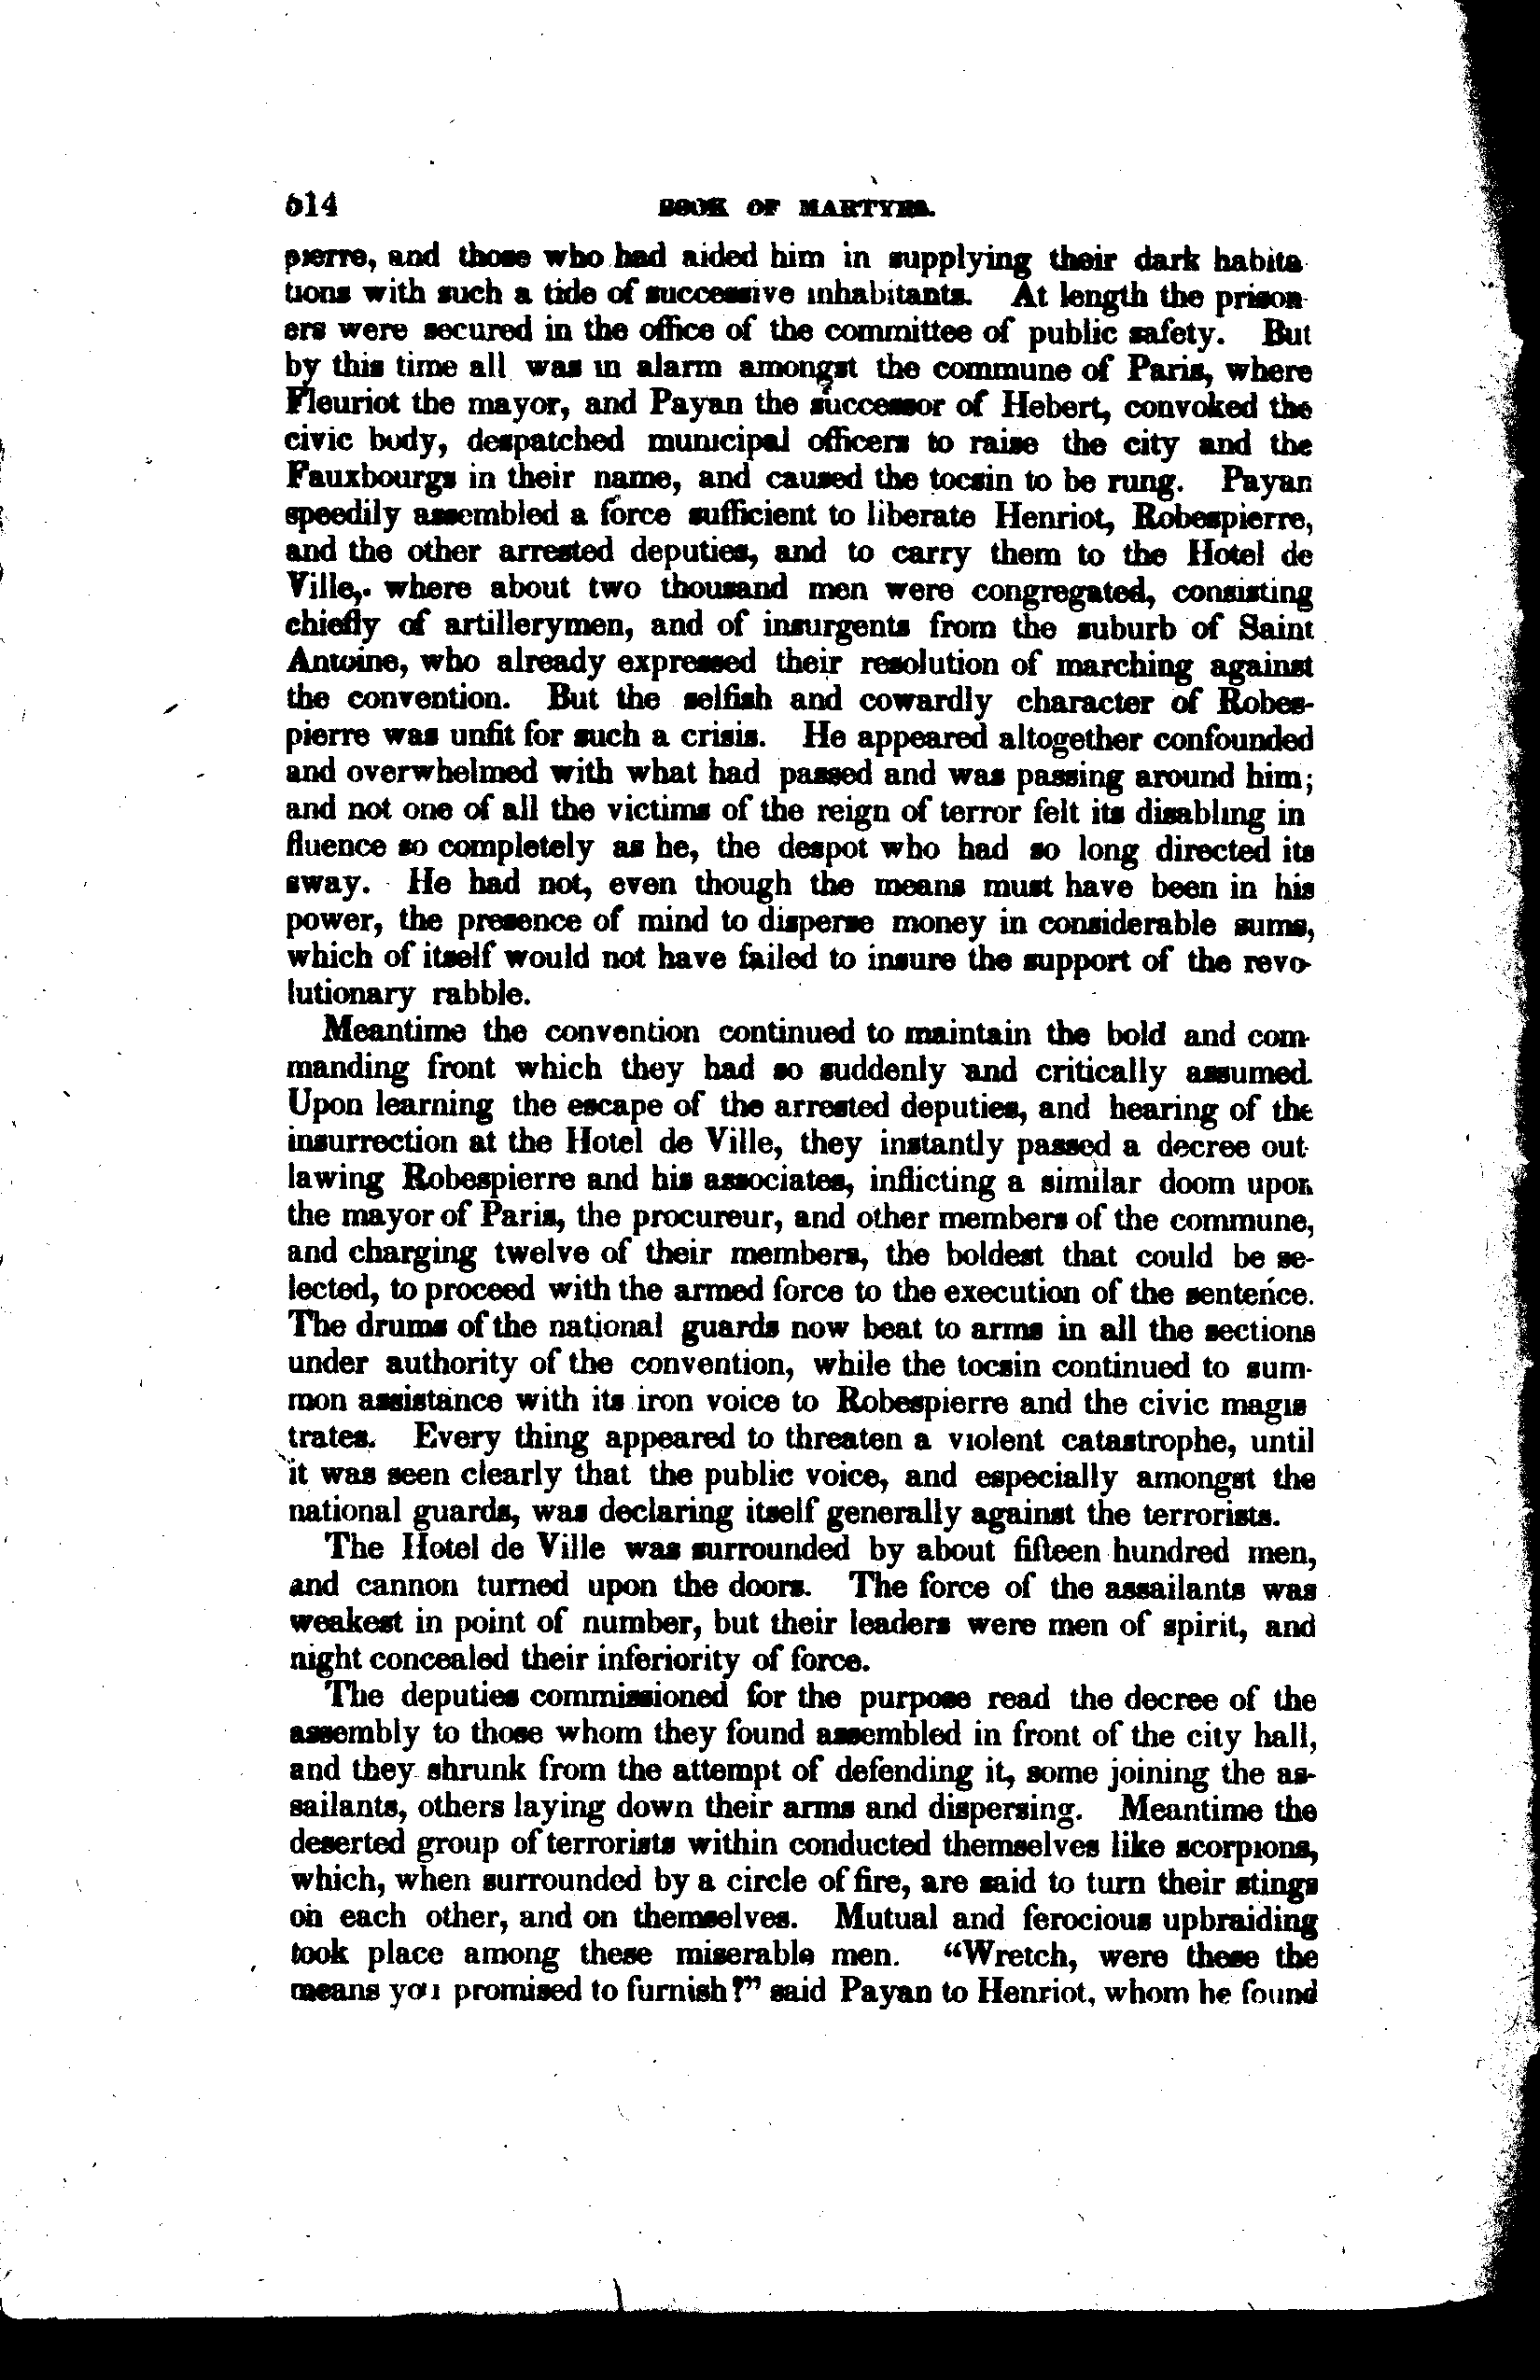 514 BOOK OF MARTYRS.
pierre, and those who had aided him in supplying their dark habita
tions with such a tide of successive inhabitants. At length the prison-
ers were secured in the office of the committee of public safety. But
by this time all was in alarm amongst the commune of Paris, where
Fleuriot the mayor, and Payan the successor of Hebert, convoked the
civic body, despatched municipal officers to raise the city and the
Fauxbourgs in their name, and caused the tocsin to be rung. Payan
speedily assembled a force sufficient to liberate Henriot, Robespierre,
and the other arrested deputies, and to carry them to the Hotel de
Ville, where about two thousand men were congregated, consisting
chiefly of artillerymen, and of insurgents from the suburb of Saint
Antoine, who already expressed their resolution of marching against
the convention. But the selfish and cowardly character of Robes-
pierre was unfit for such a crisis. He appeared altogether confounded
and overwhelmed with what had passed and was passing around him;
and not one of all the victims of the reign of terror felt its disabling in
fluence so completely as he, the despot who had so long directed its
sway. He had not, even though the means must have been in his
power, the presence of mind to disperse money in considerable sums,
which of itself would not have failed to insure the support of the revo-
lutionary rabble.
Meantime the convention continued to maintain the bold and com-
manding front which they had so suddenly and critically assumed.
Upon learning the escape of the arrested deputies, and hearing of the
insurrection at the Hotel de Ville, they instantly passed a decree out-
lawing Robespierre and his associates, inflicting a similar doom upon
the mayor of Paris, the procureur, and other members of the commune,
and charging twelve of their members, the boldest that could be se-
lected, to proceed with the armed force to the execution of the sentence.
The drums of the national guards now beat to arms in all the sections
under authority of the convention, while the tocsin continued to sum-
mon assistance with its iron voice to Robespierre and the civic magis
trates. Every thing appeared to threaten a violent catastrophe, until
it was seen clearly that the public voice, and especially amongst the
national guards, was declaring itself generally against the terrorists.
The Hotel de Ville was surrounded by about fifteen hundred men,
and cannon turned upon the doors. The force of the assailants was
weakest in point of number, but their leaders were men of spirit, and
night concealed their inferiority of force.
The deputies commissioned for the purpose read the decree of the
assembly to those whom they found assembled in front of the city hall,
and they shrunk from the attempt of defending it, some joining the as-
sailants, others laying down their arms and dispersing. Meantime the
deserted group of terrorists within conducted themselves like scorpions,
which, when surrounded by a circle of fire, are said to turn their stings
on each other, and on themselves. Mutual and ferocious upbraiding
took place among these miserable men. “Wretch, were these the
means you promised to furnish?” said Payan to Henriot, whom he found